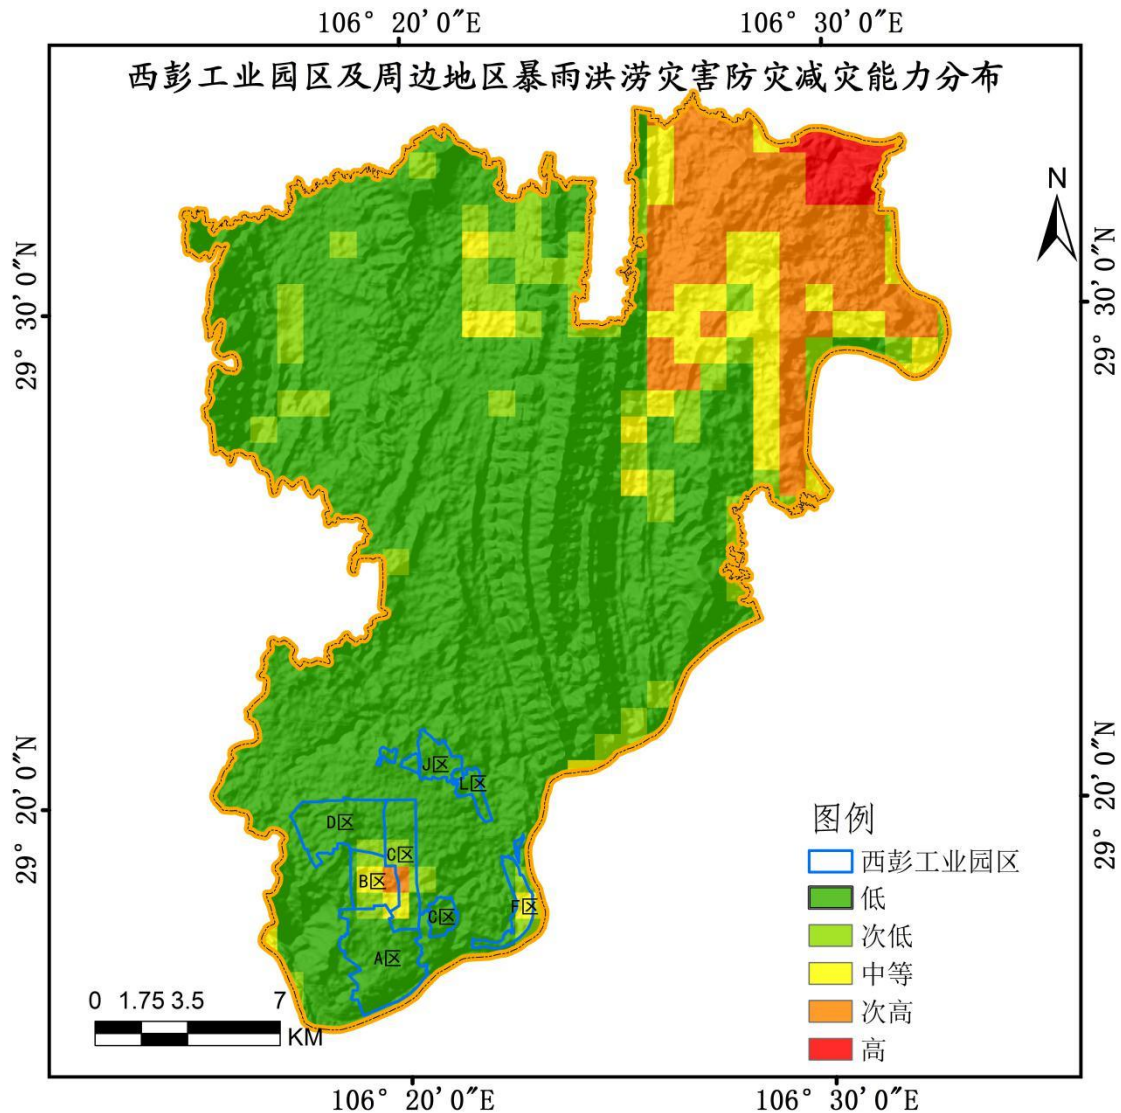 106° 20′0″E
106° 30′0″E
西彭工业园区及周边地区暴雨洪涝灾害防灾减灾能力分布
N
29° 30′0″N
29° 30′0″N
29° 20′0″N
29° 20′0″N
J区
L区
D区
C区
B区
F区
C区
A区
图例
西彭工业园区
低
次低
中等
次高
高
0 1.75 3.5 7
KM
106° 20′0″E
106° 30′0″E